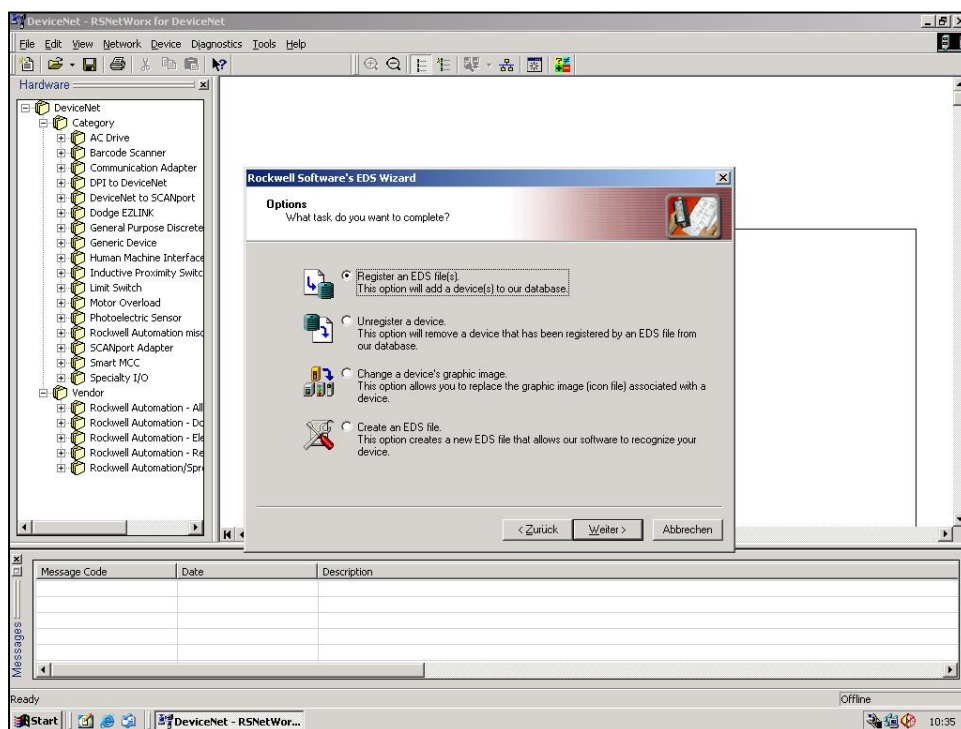 DeviceNet - RSNetWorx for DeviceNet
File Edit View Network Device Diagnostics Tools Help
Hardware
DeviceNet
Category
AC Drive
Barcode Scanner
Communication Adapter
DPI to DeviceNet
DeviceNet to SCANport
Dodge EZLINK
General Purpose Discrete
Generic Device
Human Machine Interface
Inductive Proximity Switc
Limit Switch
Motor Overload
Photoelectric Sensor
Rockwell Automation misc
SCANport Adapter
Smart MCC
Specialty I/O
Vendor
Rockwell Automation - All
Rockwell Automation - Do
Rockwell Automation - Ele
Rockwell Automation - Re
Rockwell Automation/Spre
Rockwell Software's EDS Wizard
Options
What task do you want to complete?
Register an EDS file(s).
This option will add a device(s) to our database.
Unregister a device.
This option will remove a device that has been registered by an EDS file from
our database.
Change a device's graphic image.
This option allows you to replace the graphic image (icon file) associated with a
device.
Create an EDS file.
This option creates a new EDS file that allows our software to recognize your
device.
< Zurück Weiter > Abbrechen
Message Code Date Description
Messages
Ready Offline
Start DeviceNet - RSNetWor... 10:35